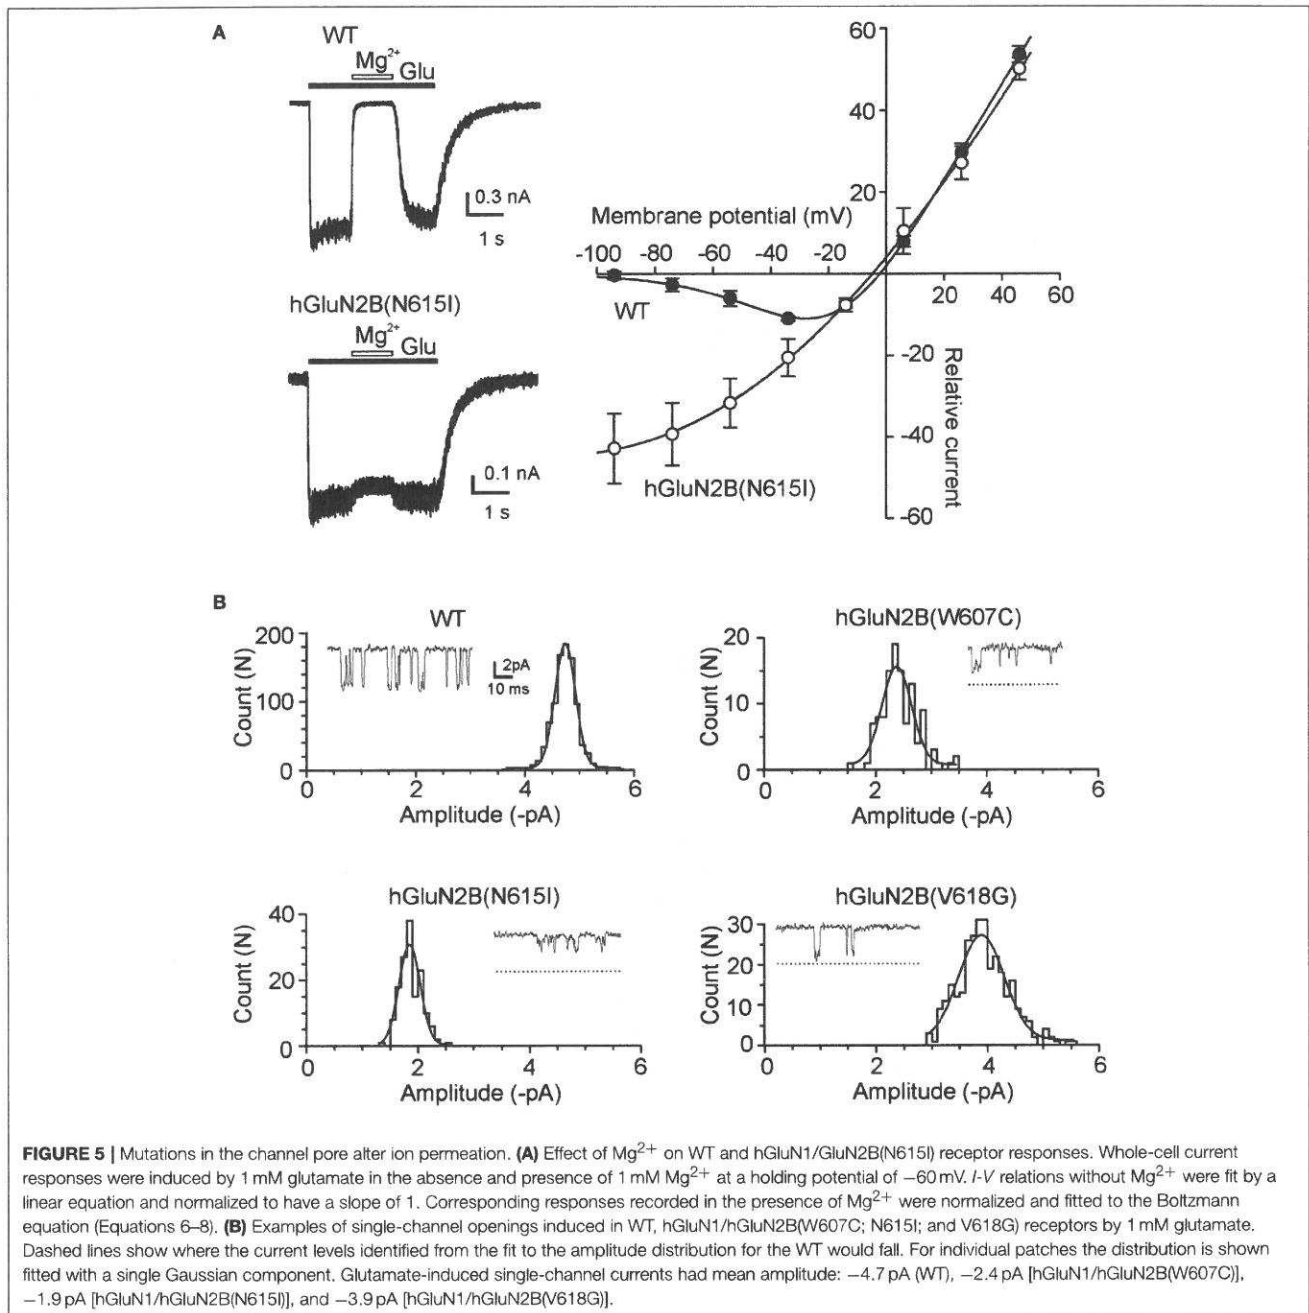 A
WT
Mg2+
Glu
0.3 nA
1 s
hGluN2B(N615I)
Mg2+
Glu
0.1 nA
1 s
60
40
20
Membrane potential (mV)
-100 -80 -60 -40 -20
20 40 60
WT
-20
-40
-60
Relative current
hGluN2B(N615I)
B
WT
200
100
0
Count (N)
2pA
10 ms
0 2 4 6
Amplitude (-pA)
hGluN2B(W607C)
20
10
0
Count (N)
0 2 4 6
Amplitude (-pA)
hGluN2B(N615I)
40
20
0
Count (N)
0 2 4 6
Amplitude (-pA)
hGluN2B(V618G)
30
20
10
0
Count (N)
0 2 4 6
Amplitude (-pA)
FIGURE 5 | Mutations in the channel pore alter ion permeation. (A) Effect of Mg2+ on WT and hGluN1/GluN2B(N615I) receptor responses. Whole-cell current
responses were induced by 1 mM glutamate in the absence and presence of 1 mM Mg2+ at a holding potential of −60 mV. I-V relations without Mg2+ were fit by a
linear equation and normalized to have a slope of 1. Corresponding responses recorded in the presence of Mg2+ were normalized and fitted to the Boltzmann
equation (Equations 6–8). (B) Examples of single-channel openings induced in WT, hGluN1/hGluN2B(W607C; N615I; and V618G) receptors by 1 mM glutamate.
Dashed lines show where the current levels identified from the fit to the amplitude distribution for the WT would fall. For individual patches the distribution is shown
fitted with a single Gaussian component. Glutamate-induced single-channel currents had mean amplitude: −4.7 pA (WT), −2.4 pA [hGluN1/hGluN2B(W607C)],
−1.9 pA [hGluN1/hGluN2B(N615I)], and −3.9 pA [hGluN1/hGluN2B(V618G)].